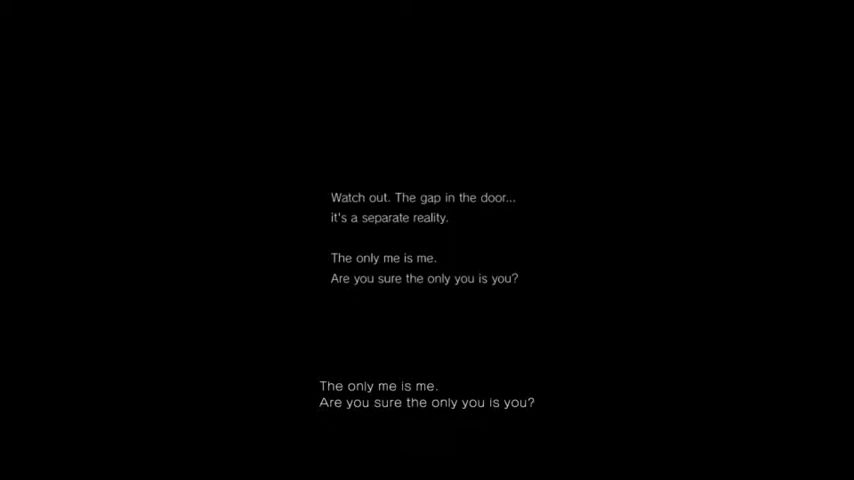 Watch out. The gap in the door...
it's a separate reality.
The only me is me.
Are you sure the only you is you?
The only me is me.
Are you sure the only you is you?